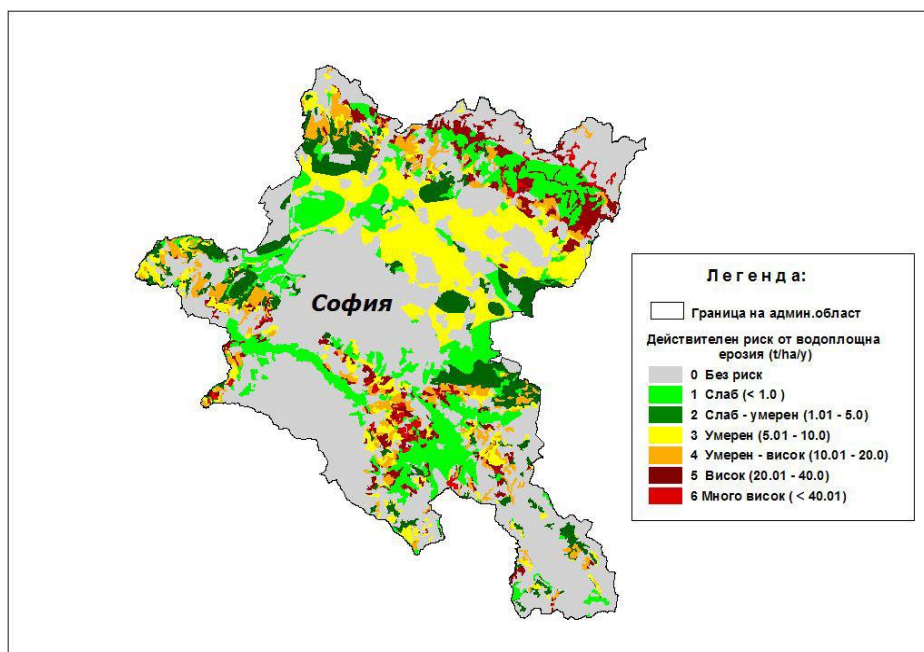 София
Легенда:
Граница на админ.област
Действителен риск от водоплощна
ерозия (t/ha/y)
0 Без риск
1 Слаб (< 1.0 )
2 Слаб - умерен (1.01 - 5.0)
3 Умерен (5.01 - 10.0)
4 Умерен - висок (10.01 - 20.0)
5 Висок (20.01 - 40.0)
6 Много висок ( < 40.01)